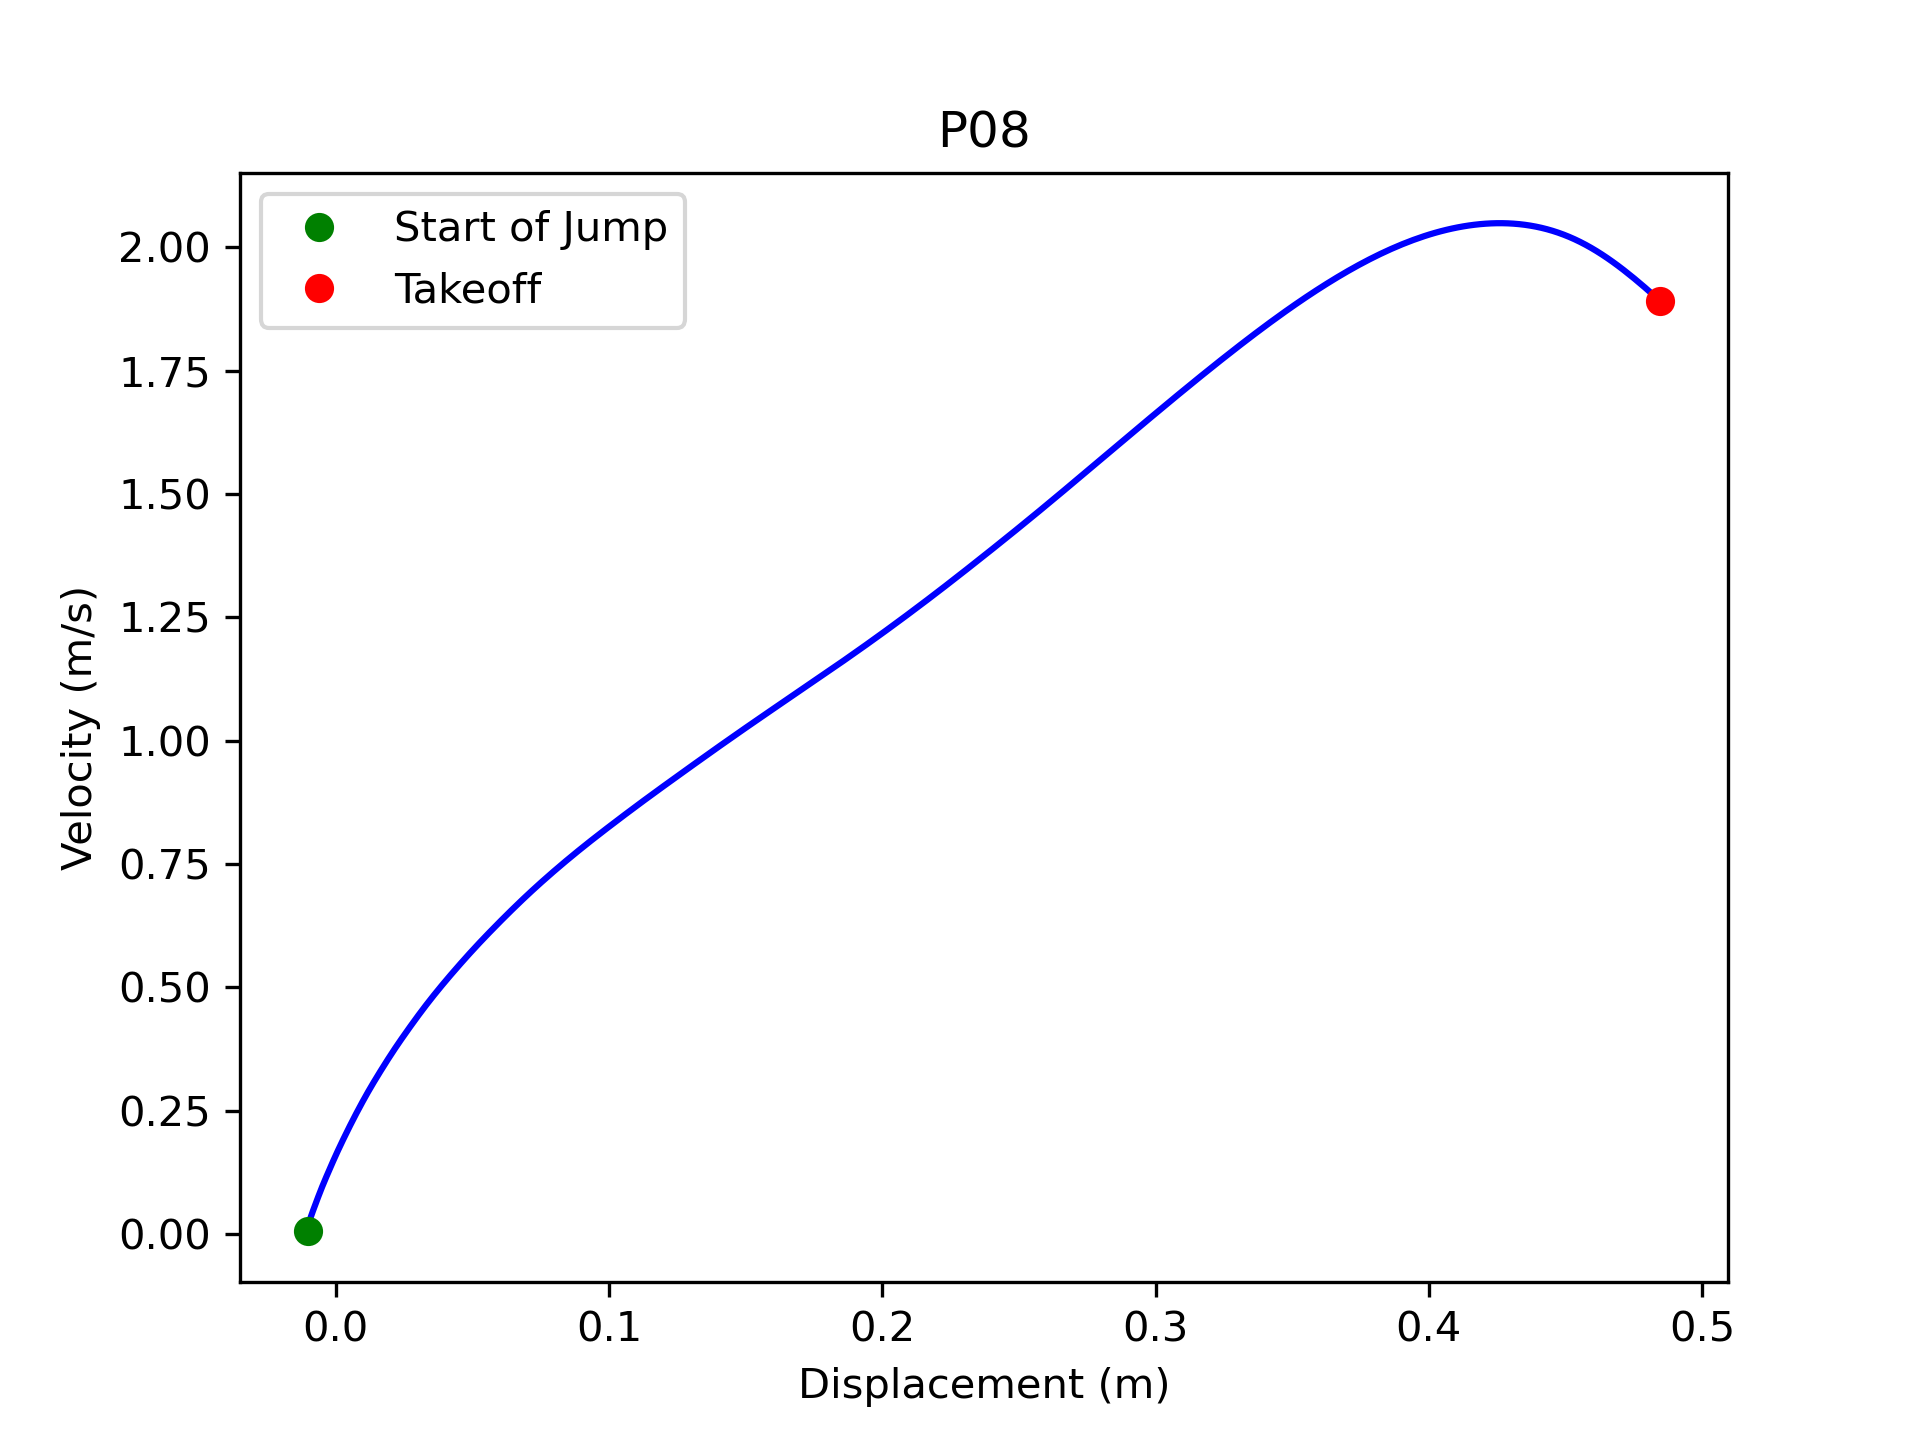 P08
Start of Jump
Takeoff
2.00
1.75
1.50
1.25
1.00
0.75
0.50
0.25
0.00
Velocity (m/s)
0.0 0.1 0.2 0.3 0.4 0.5
Displacement (m)